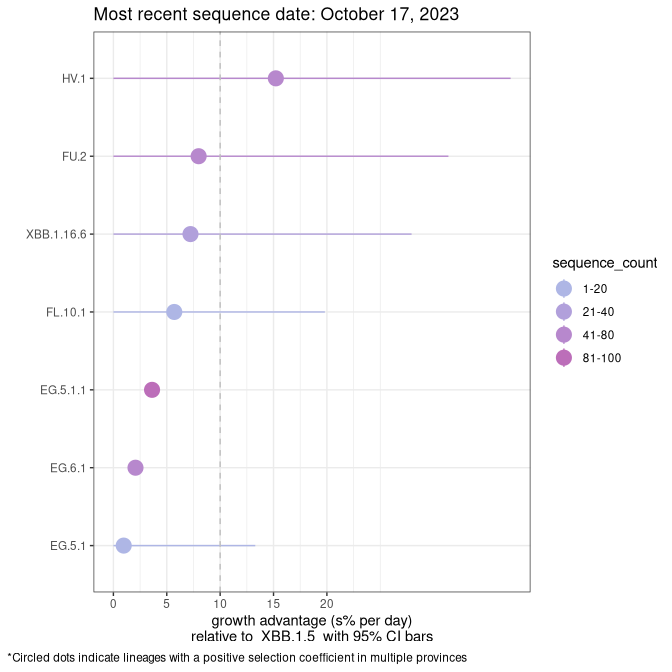 Most recent sequence date: October 17, 2023
HV.1
FU.2
XBB.1.16.6
FL.10.1
EG.5.1.1
EG.6.1
EG.5.1
0 5 10 15 20
growth advantage (s% per day)
relative to XBB.1.5 with 95% CI bars
sequence_count
1-20
21-40
41-80
81-100
*Circled dots indicate lineages with a positive selection coefficient in multiple provinces